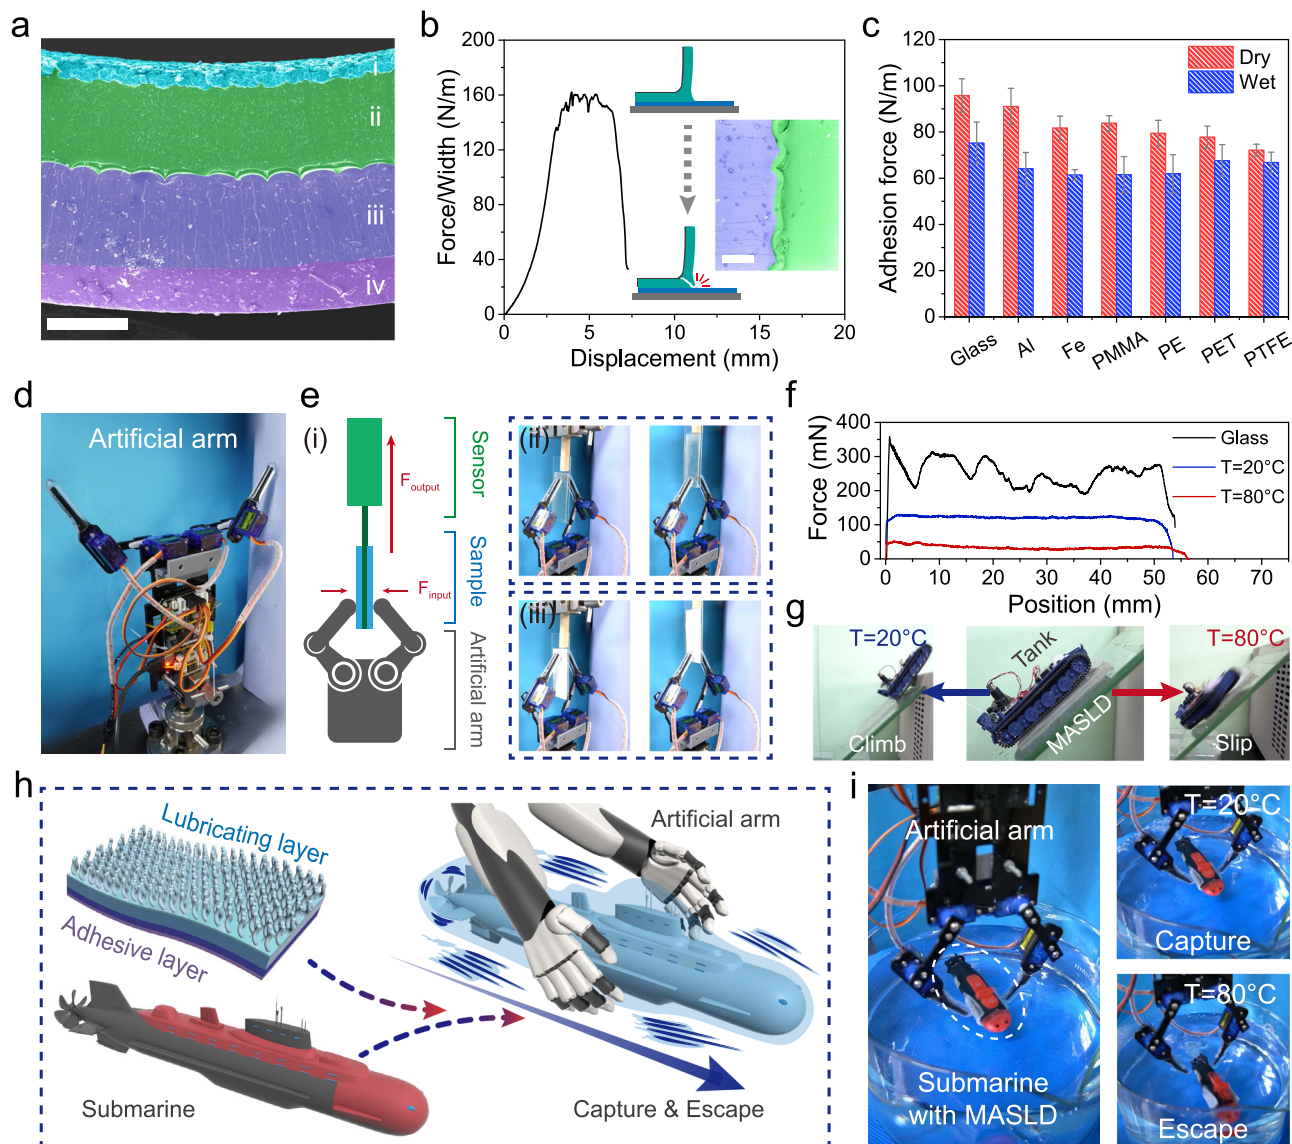 a
i
ii
iii
iv
b
Force/Width (N/m)
200
160
120
80
40
0
0
5
10
15
20
Displacement (mm)
c
Adhesion force (N/m)
120
100
80
60
40
20
0
Dry
Wet
Glass
Al
Fe
PMMA
PE
PET
PTFE
d
Artificial arm
e
(i)
F output
F input
Sensor
Sample
Artificial arm
(ii)
(iii)
f
Force (mN)
400
300
200
100
0
Glass
T=20°C
T=80°C
0
10
20
30
40
50
60
70
Position (mm)
g
T=20°C
Climb
Tank
MASLD
T=80°C
Slip
h
Lubricating layer
Adhesive layer
Submarine
Artificial arm
Capture & Escape
i
Artificial arm
Submarine
with MASLD
T=20°C
Capture
T=80°C
Escape